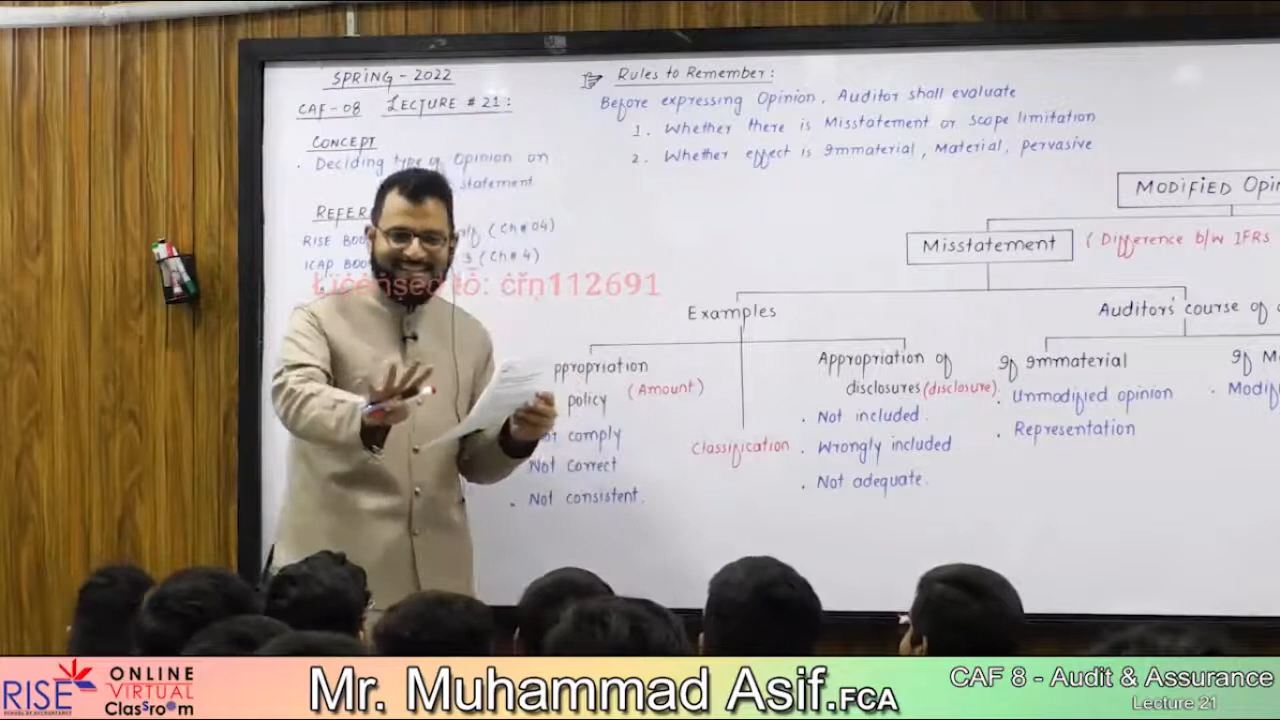 SPRING - 2022
CAF - 08 LECTURE # 21 :
CONCEPT
. Deciding type of Opinion on
statement
REFER
RISE BOO (Ch # 04)
ICAP BOO 3 (Ch # 4)
Rules to Remember :
Before expressing Opinion, Auditor shall evaluate
1. Whether there is Misstatement or scope limitation
2. Whether effect is Immaterial, Material, pervasive
MODIFIED Opi
Misstatement
( Difference b/w IFRs
Examples
ppropriation
(Amount)
policy
comply
Not Correct
. Not consistent.
Classification
Appropriation of
disclosures (disclosure)
. Not included.
. Wrongly included
. Not adequate.
Auditors' course of
If Immaterial
. Unmodified opinion
. Representation
If M
. Modif
Ŀïċėṅṣėd ṫȯ: ċřṇ112691
RISE
ONLINE
VIRTUAL
ClasSroom
Mr. Muhammad Asif.FCA
CAF 8 - Audit & Assurance
Lecture 21